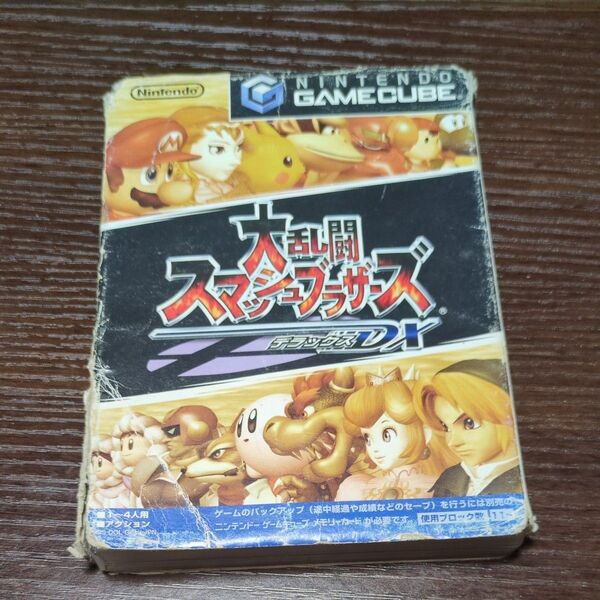 Nintendo
NINTENDO
GAMECUBE
大乱闘
スマッシュブラザーズ
デラックス DX
®
1~4人用
アクション
ゲームのバックアップ(途中経過や成績などのセーブ)を行うには別売の
ニンテンドー ゲームキューブ メモリーカードが必要です。 使用ブロック数 11